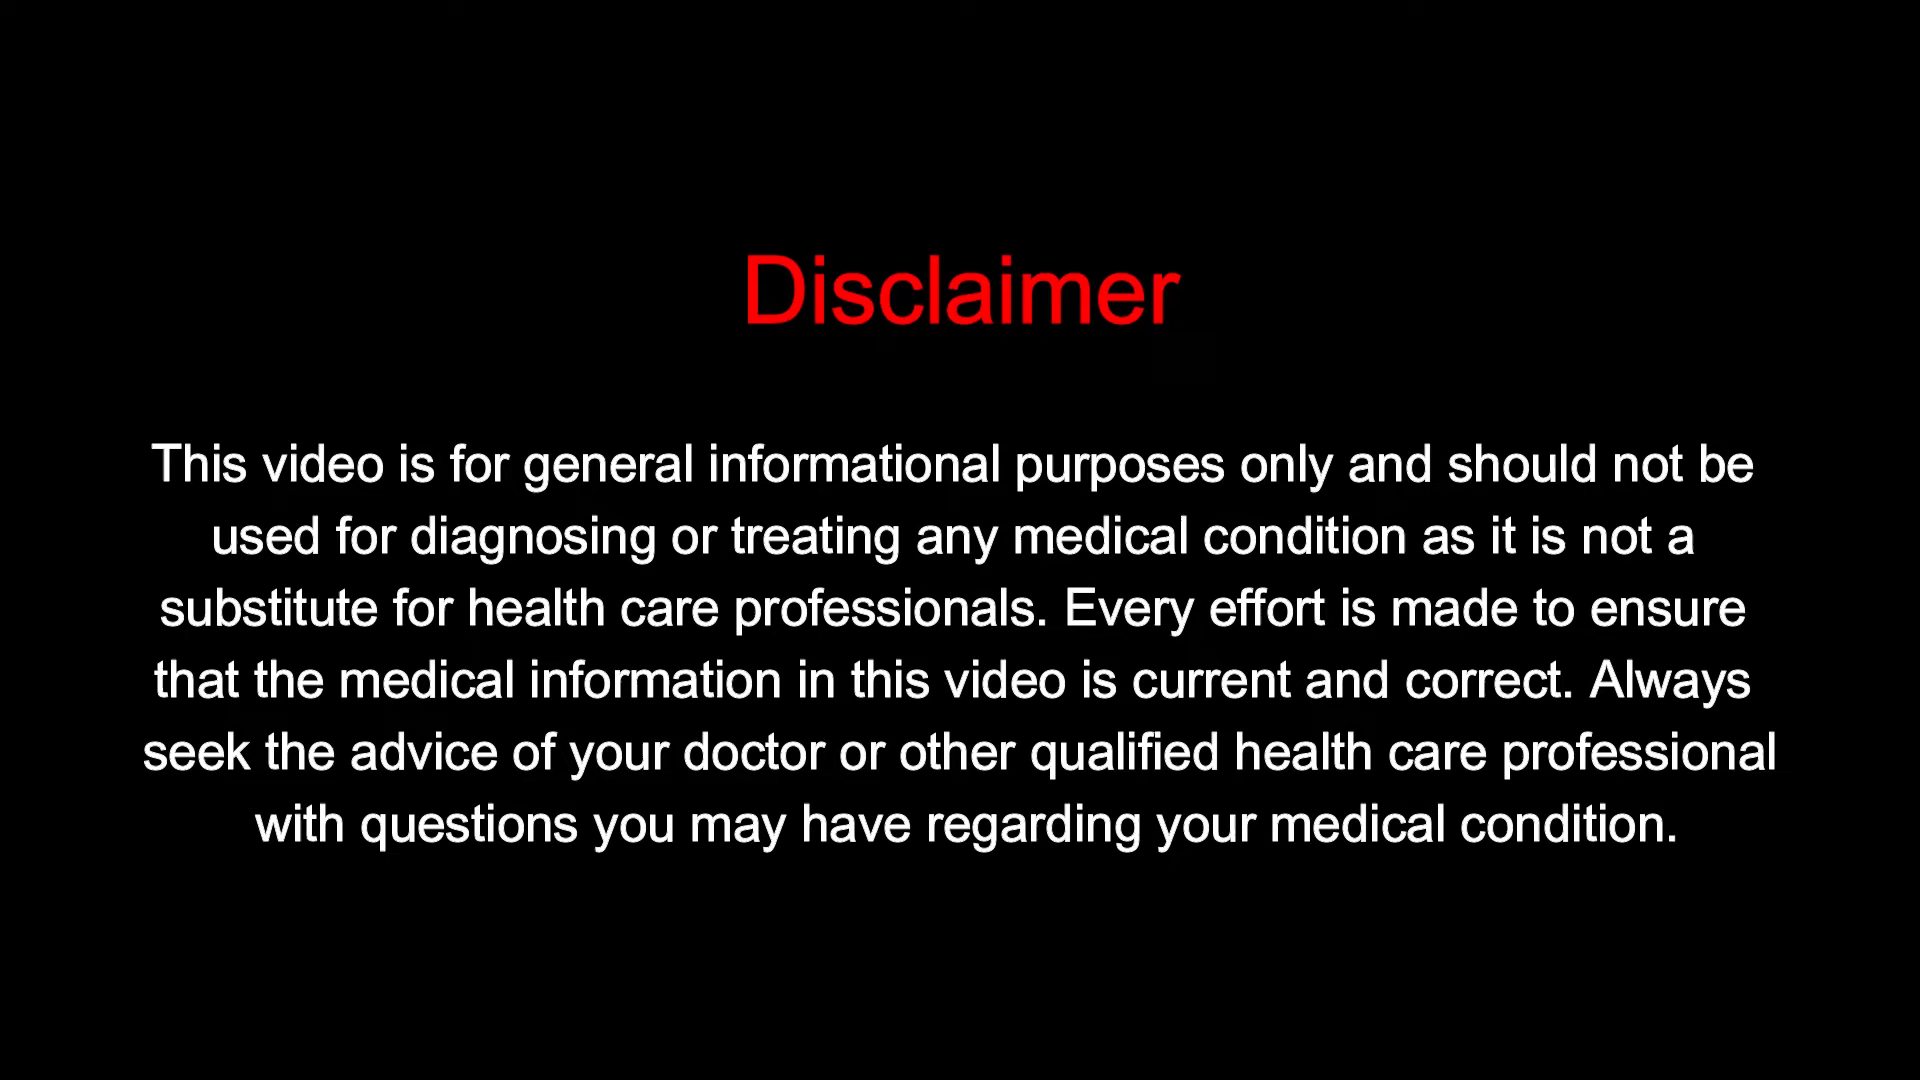 Disclaimer
This video is for general informational purposes only and should not be
used for diagnosing or treating any medical condition as it is not a
substitute for health care professionals. Every effort is made to ensure
that the medical information in this video is current and correct. Always
seek the advice of your doctor or other qualified health care professional
with questions you may have regarding your medical condition.